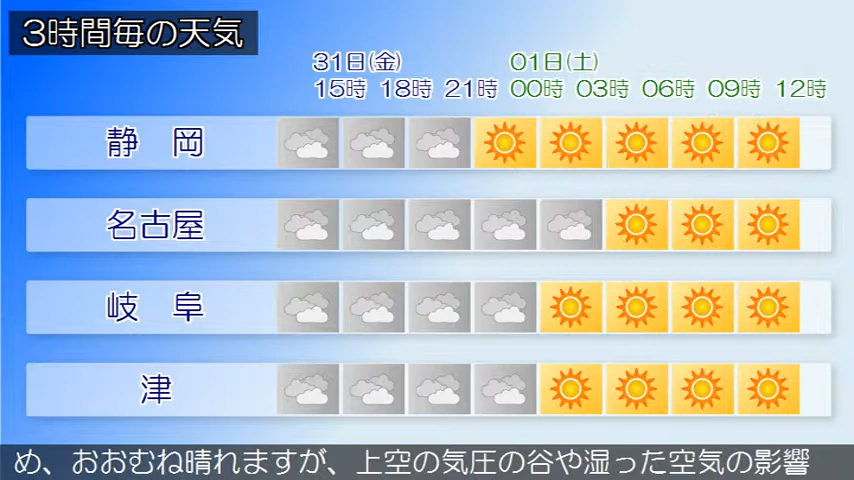 3時間毎の天気
31日(金) 01日(土)
15時 18時 21時 00時 03時 06時 09時 12時
静 岡
名古屋
岐 阜
津
め、おおむね晴れますが、上空の気圧の谷や湿った空気の影響